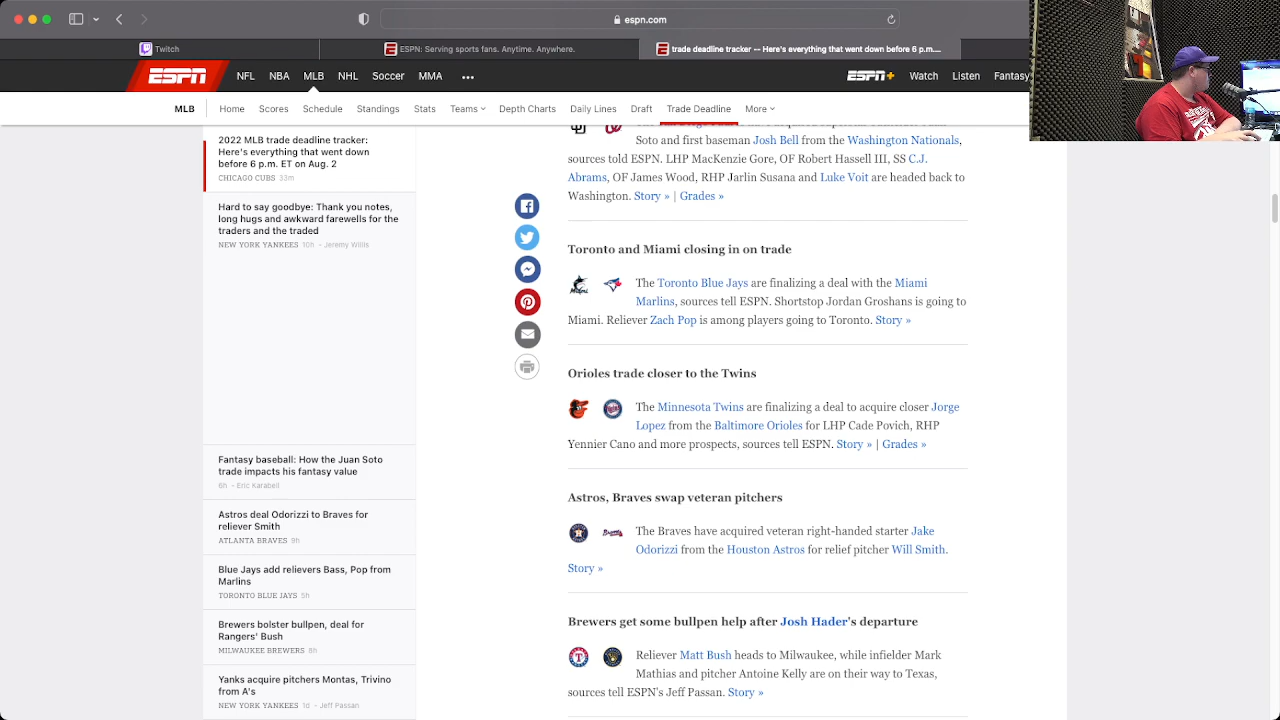 espn.com
Twitch
ESPN: Serving sports fans. Anytime. Anywhere.
trade deadline tracker -- Here's everything that went down before 6 p.m....
ESPN NFL NBA MLB NHL Soccer MMA ••• ESPN+ Watch Listen Fantasy
MLB Home Scores Schedule Standings Stats Teams Depth Charts Daily Lines Draft Trade Deadline More
2022 MLB trade deadline tracker:
Here's everything that went down
before 6 p.m. ET on Aug. 2
CHICAGO CUBS 33m
Hard to say goodbye: Thank you notes,
long hugs and awkward farewells for the
traders and the traded
NEW YORK YANKEES 10h - Jeremy Willis
Fantasy baseball: How the Juan Soto
trade impacts his fantasy value
6h - Eric Karabell
Astros deal Odorizzi to Braves for
reliever Smith
ATLANTA BRAVES 9h
Blue Jays add relievers Bass, Pop from
Marlins
TORONTO BLUE JAYS 5h
Brewers bolster bullpen, deal for
Rangers' Bush
MILWAUKEE BREWERS 8h
Yanks acquire pitchers Montas, Trivino
from A's
NEW YORK YANKEES 1d - Jeff Passan
Soto and first baseman Josh Bell from the Washington Nationals,
sources told ESPN. LHP MacKenzie Gore, OF Robert Hassell III, SS C.J.
Abrams, OF James Wood, RHP Jarlin Susana and Luke Voit are headed back to
Washington. Story » | Grades »
Toronto and Miami closing in on trade
The Toronto Blue Jays are finalizing a deal with the Miami
Marlins, sources tell ESPN. Shortstop Jordan Groshans is going to
Miami. Reliever Zach Pop is among players going to Toronto. Story »
Orioles trade closer to the Twins
The Minnesota Twins are finalizing a deal to acquire closer Jorge
Lopez from the Baltimore Orioles for LHP Cade Povich, RHP
Yennier Cano and more prospects, sources tell ESPN. Story » | Grades »
Astros, Braves swap veteran pitchers
The Braves have acquired veteran right-handed starter Jake
Odorizzi from the Houston Astros for relief pitcher Will Smith.
Story »
Brewers get some bullpen help after Josh Hader's departure
Reliever Matt Bush heads to Milwaukee, while infielder Mark
Mathias and pitcher Antoine Kelly are on their way to Texas,
sources tell ESPN's Jeff Passan. Story »